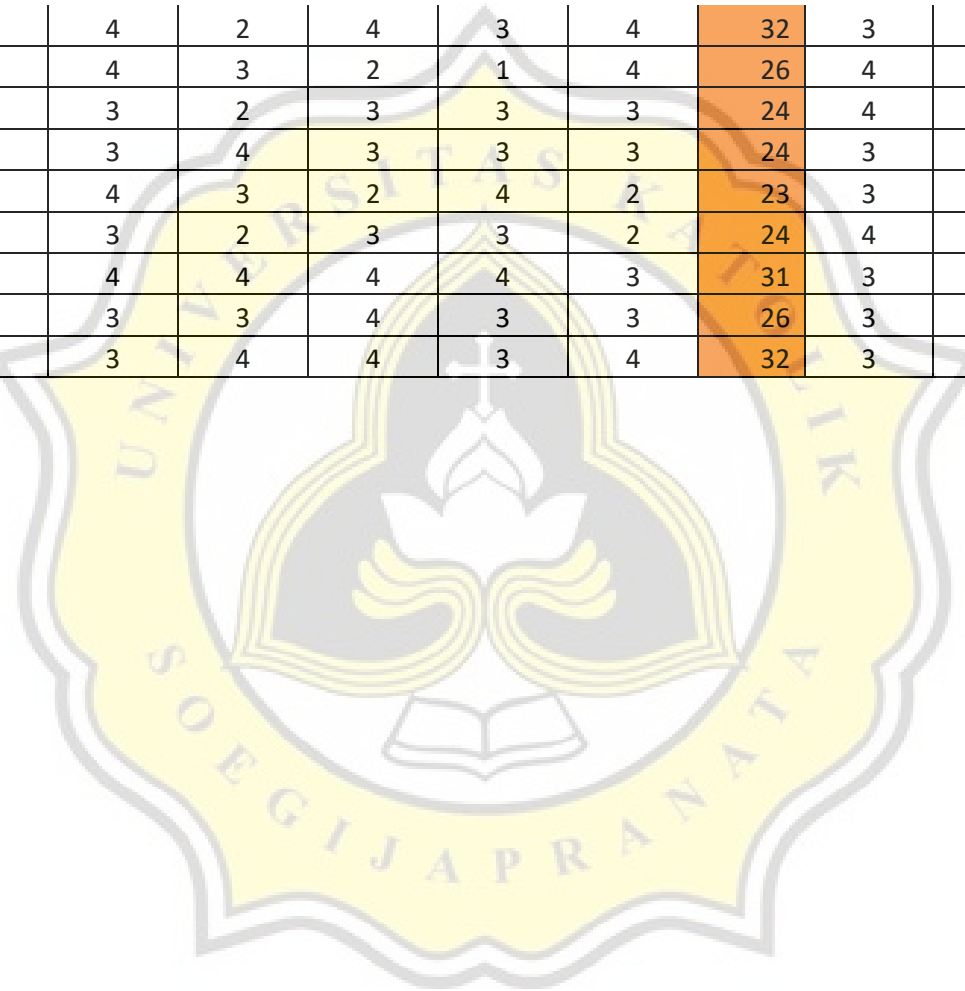 4 2 4 3 4 32 3
4 3 2 1 4 26 4
3 2 3 3 3 24 4
3 4 3 3 3 24 3
4 3 2 4 2 23 3
3 2 3 3 2 24 4
4 4 4 4 3 31 3
3 3 4 3 3 26 3
3 4 4 3 4 32 3
UNIVERSITAS KATOLIK
SOEGIJAPRANATA